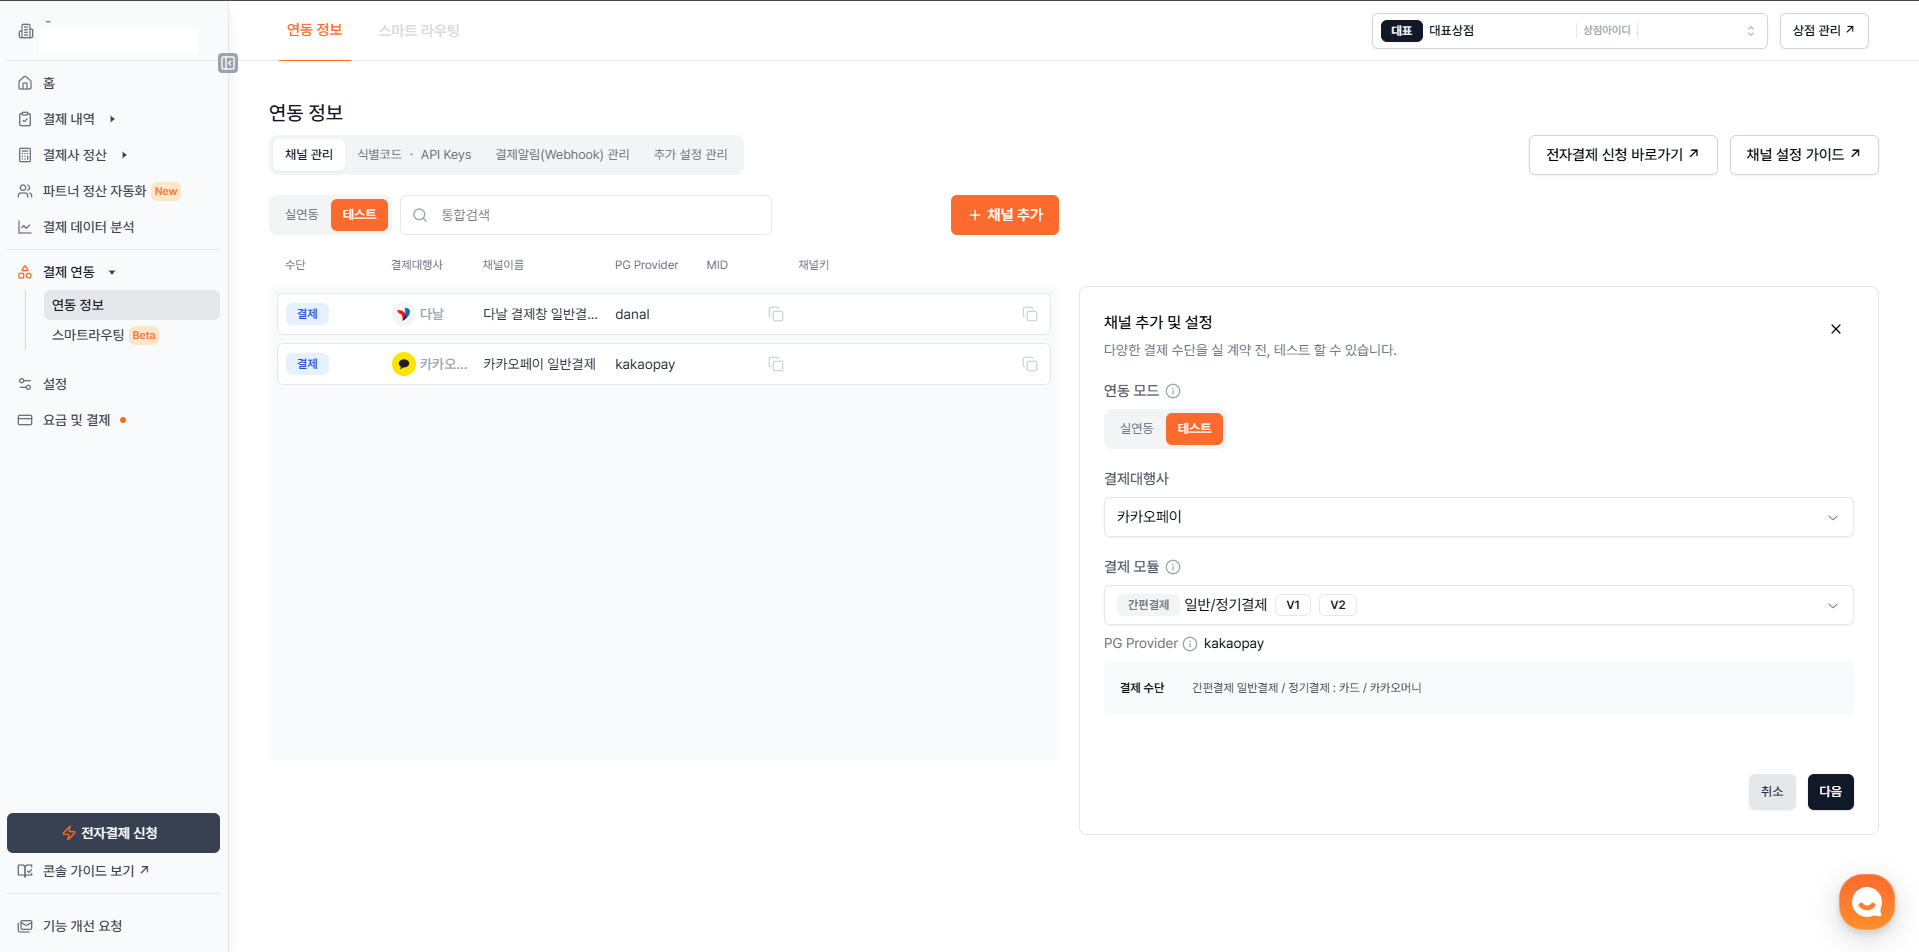 -
홈
결제 내역
결제사 정산
파트너 정산 자동화 New
결제 데이터 분석
결제 연동
연동 정보
스마트라우팅 Beta
설정
요금 및 결제
전자결제 신청
콘솔 가이드 보기
기능 개선 요청
연동 정보 스마트 라우팅
대표 대표상점 상점아이디
상점 관리
연동 정보
채널 관리 식별코드 · API Keys 결제알림(Webhook) 관리 추가 설정 관리
전자결제 신청 바로가기 채널 설정 가이드
실연동 테스트 통합검색 + 채널 추가
수단 결제대행사 채널이름 PG Provider MID 채널키
결제 다날 다날 결제창 일반결... danal
결제 카카오... 카카오페이 일반결제 kakaopay
채널 추가 및 설정
다양한 결제 수단을 실 계약 전, 테스트 할 수 있습니다.
연동 모드
실연동 테스트
결제대행사
카카오페이
결제 모듈
간편결제 일반/정기결제 V1 V2
PG Provider kakaopay
결제 수단 간편결제 일반결제 / 정기결제 : 카드 / 카카오머니
취소 다음